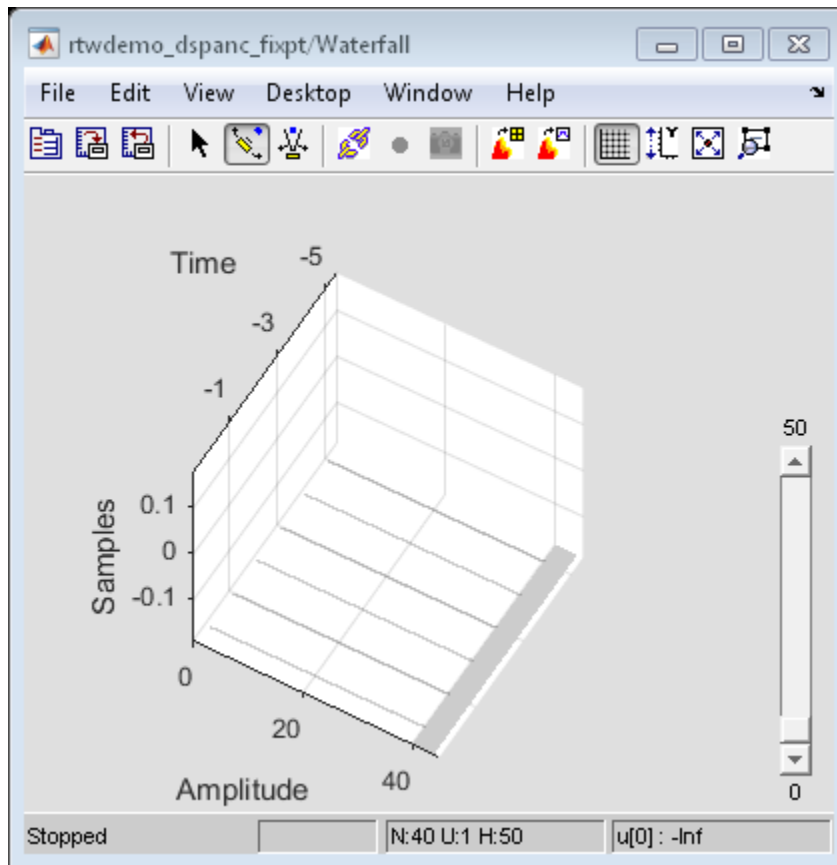 rtwdemo_dspanc_fixpt/Waterfall
File Edit View Desktop Window Help
Time
-5
-3
-1
50
Samples
0.1
0
-0.1
0
20
40
Amplitude
0
Stopped N:40 U:1 H:50 u[0] : -Inf